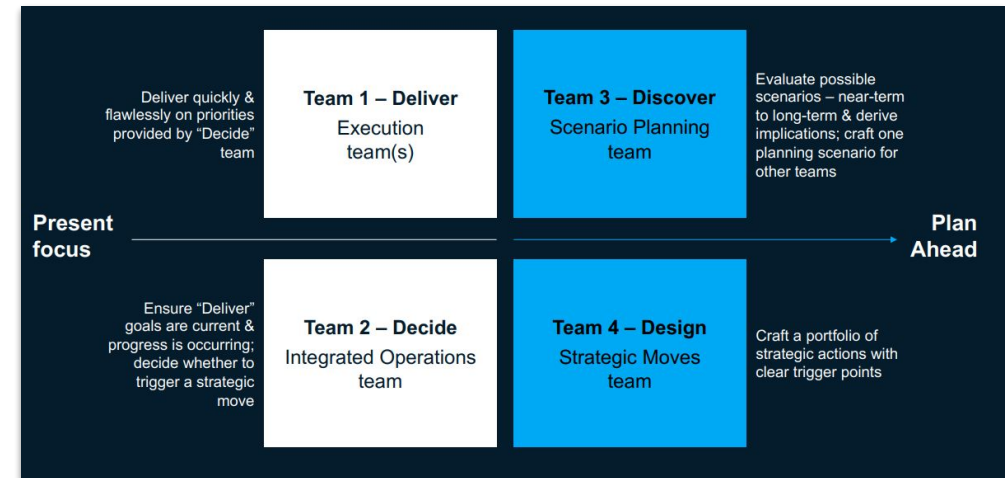 Deliver quickly &
flawlessly on priorities
provided by “Decide”
team
Team 1 – Deliver
Execution
team(s)
Team 3 – Discover
Scenario Planning
team
Evaluate possible
scenarios – near-term
to long-term & derive
implications; craft one
planning scenario for
other teams
Present
focus
Plan
Ahead
Ensure “Deliver”
goals are current &
progress is occurring;
decide whether to
trigger a strategic
move
Team 2 – Decide
Integrated Operations
team
Team 4 – Design
Strategic Moves
team
Craft a portfolio of
strategic actions with
clear trigger points